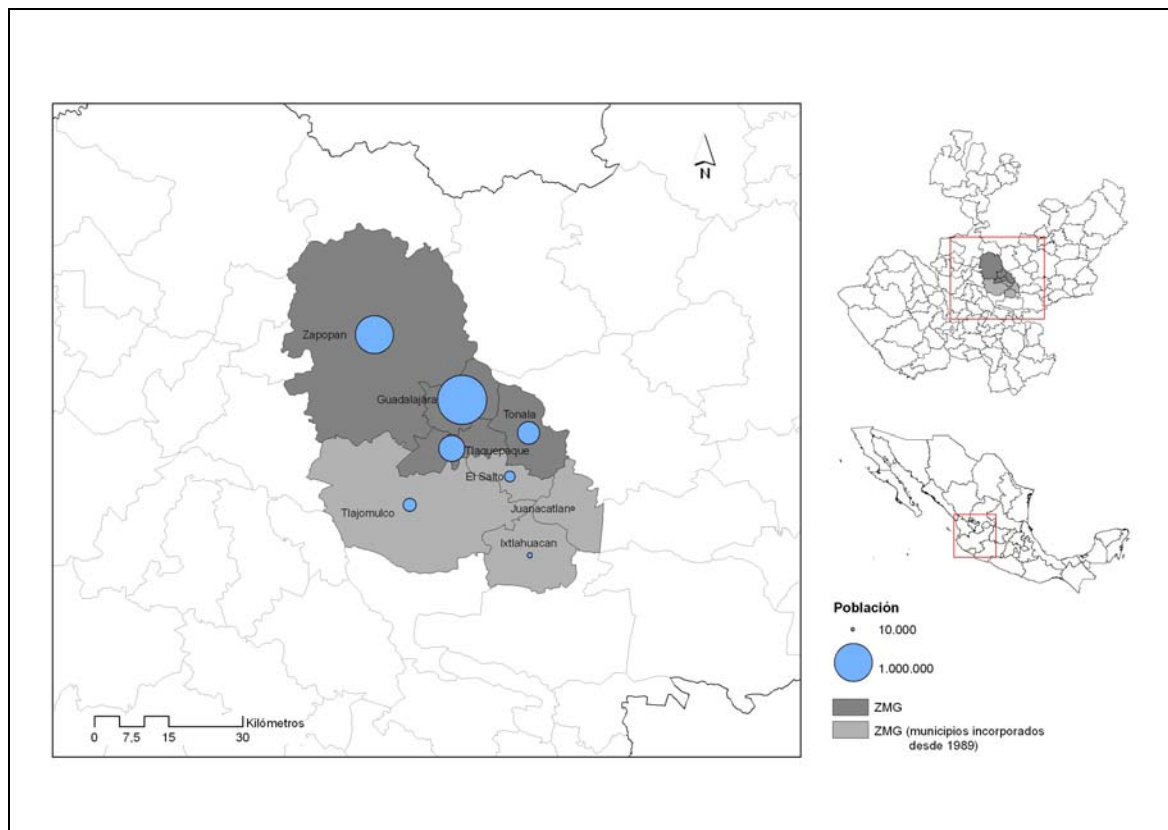 N
Zapopan
Guadalajara
Tonala
Tlaquepaque
El Salto
Tlajomulco
Juanacatlan
Ixtlahuacan
Kilómetros
0 7,5 15 30
Población
10.000
1.000.000
ZMG
ZMG (municipios incorporados
desde 1989)